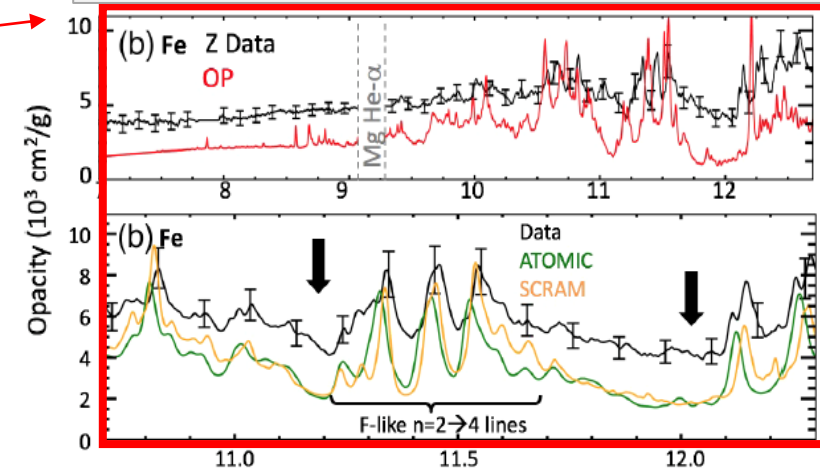 Opacity (10³ cm²/g)
10
5
0
(b) Fe Z Data
OP
Mg He-α
8 9 10 11 12
10
8
6
4
2
0
(b) Fe
Data
ATOMIC
SCRAM
F-like n=2→4 lines
11.0 11.5 12.0